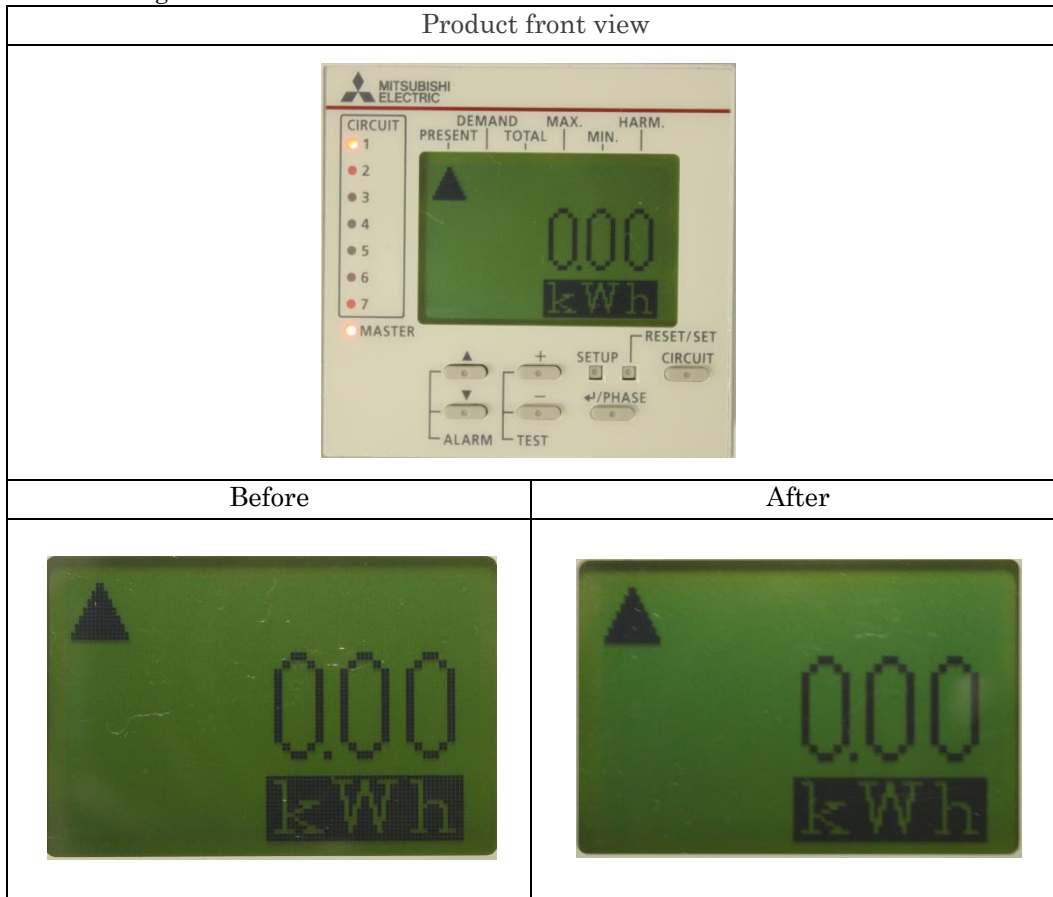 Product front view
MITSUBISHI
ELECTRIC
CIRCUIT
DEMAND MAX. HARM.
PRESENT TOTAL MIN.
1
2
3
4
5
6
7
MASTER
0.00
kWh
RESET/SET
▲ + SETUP CIRCUIT
▼ - ↵/PHASE
ALARM TEST
Before After
0.00 0.00
kWh kWh